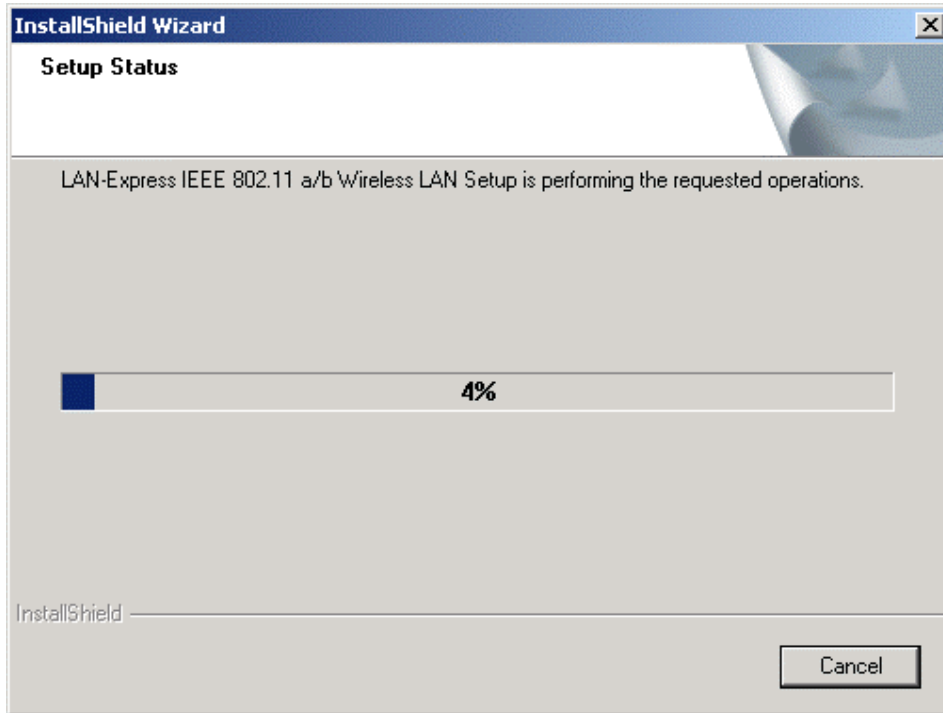 InstallShield Wizard
Setup Status
LAN-Express IEEE 802.11 a/b Wireless LAN Setup is performing the requested operations.
4%
InstallShield
Cancel